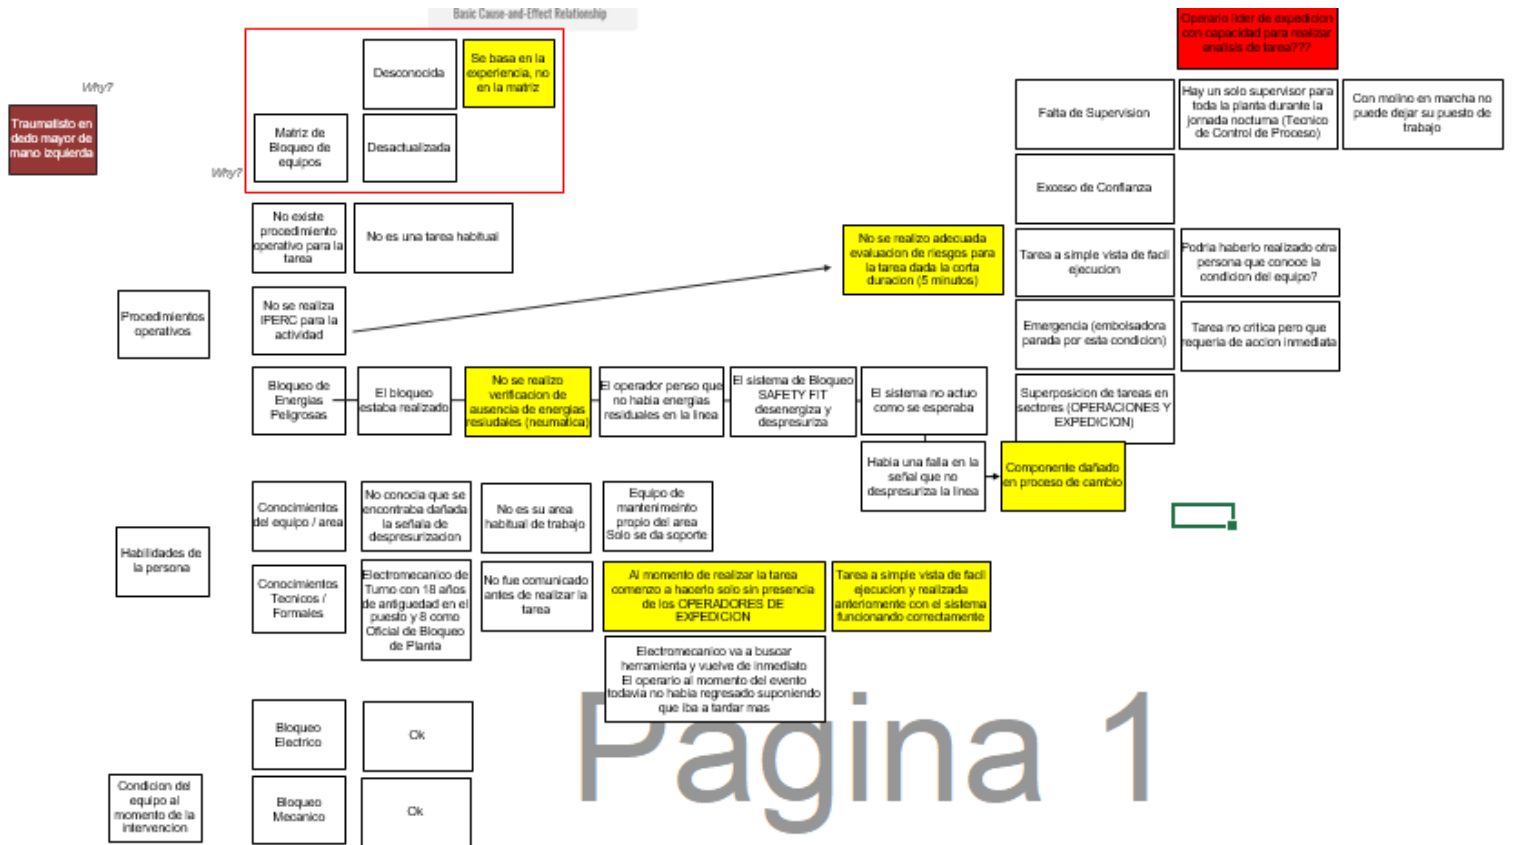 Basic Cause-and-Effect Relationship
Operario lider de expedicion
con capacidad para realizar
analisis de tarea???
Why?
Desconocida
Se basa en la
experiencia, no
en la matriz
Traumatisto en
dedo mayor de
mano Izquierda
Matriz de
Bloqueo de
equipos
Desactualizada
Why?
Falta de Supervision
Hay un solo supervisor para
toda la planta durante la
jornada nocturna (Tecnico
de Control de Proceso)
Con molino en marcha no
puede dejar su puesto de
trabajo
Exceso de Confianza
No existe
procedimiento
operativo para la
tarea
No es una tarea habitual
No se realizo adecuada
evaluacion de riesgos para
la tarea dada la corta
duracion (5 minutos)
Tarea a simple vista de facil
ejecucion
Podria haberlo realizado otra
persona que conoce la
condicion del equipo?
Procedimientos
operativos
No se realiza
IPERC para la
actividad
Emergencia (embolsadora
parada por esta condicion)
Tarea no critica pero que
requeria de accion inmediata
Bloqueo de
Energias
Peligrosas
El bloqueo
estaba realizado
No se realizo
verificacion de
ausencia de energias
resiudales (neumatica)
El operador penso que
no habia energias
residuales en la linea
El sistema de Bloqueo
SAFETY FIT
desenergiza y
despresuriza
El sistema no actuo
como se esperaba
Superposicion de tareas en
sectores (OPERACIONES Y
EXPEDICION)
Habia una falla en la
señal que no
despresuriza la linea
Componente dañado
en proceso de cambio
Habilidades de
la persona
Conocimientos
del equipo / area
No conocia que se
encontraba dañada
la señala de
despresurizacion
No es su area
habitual de trabajo
Equipo de
mantenimeinto
propio del area
Solo se da soporte
Conocimientos
Tecnicos /
Formales
Electromecanico de
Turno con 18 años
de antiguedad en el
puesto y 8 como
Oficial de Bloqueo
de Planta
No fue comunicado
antes de realizar la
tarea
Al momento de realizar la tarea
comenzo a hacerlo solo sin presencia
de los OPERADORES DE
EXPEDICION
Tarea a simple vista de facil
ejecucion y realizada
anteriomente con el sistema
funcionando correctamente
Electromecanico va a buscar
herramienta y vuelve de inmediato
El operario al momento del evento
todavia no habia regresado suponiendo
que iba a tardar mas
Pagina 1
Bloqueo
Electrico
Ok
Condicion del
equipo al
momento de la
intervencion
Bloqueo
Mecanico
Ok